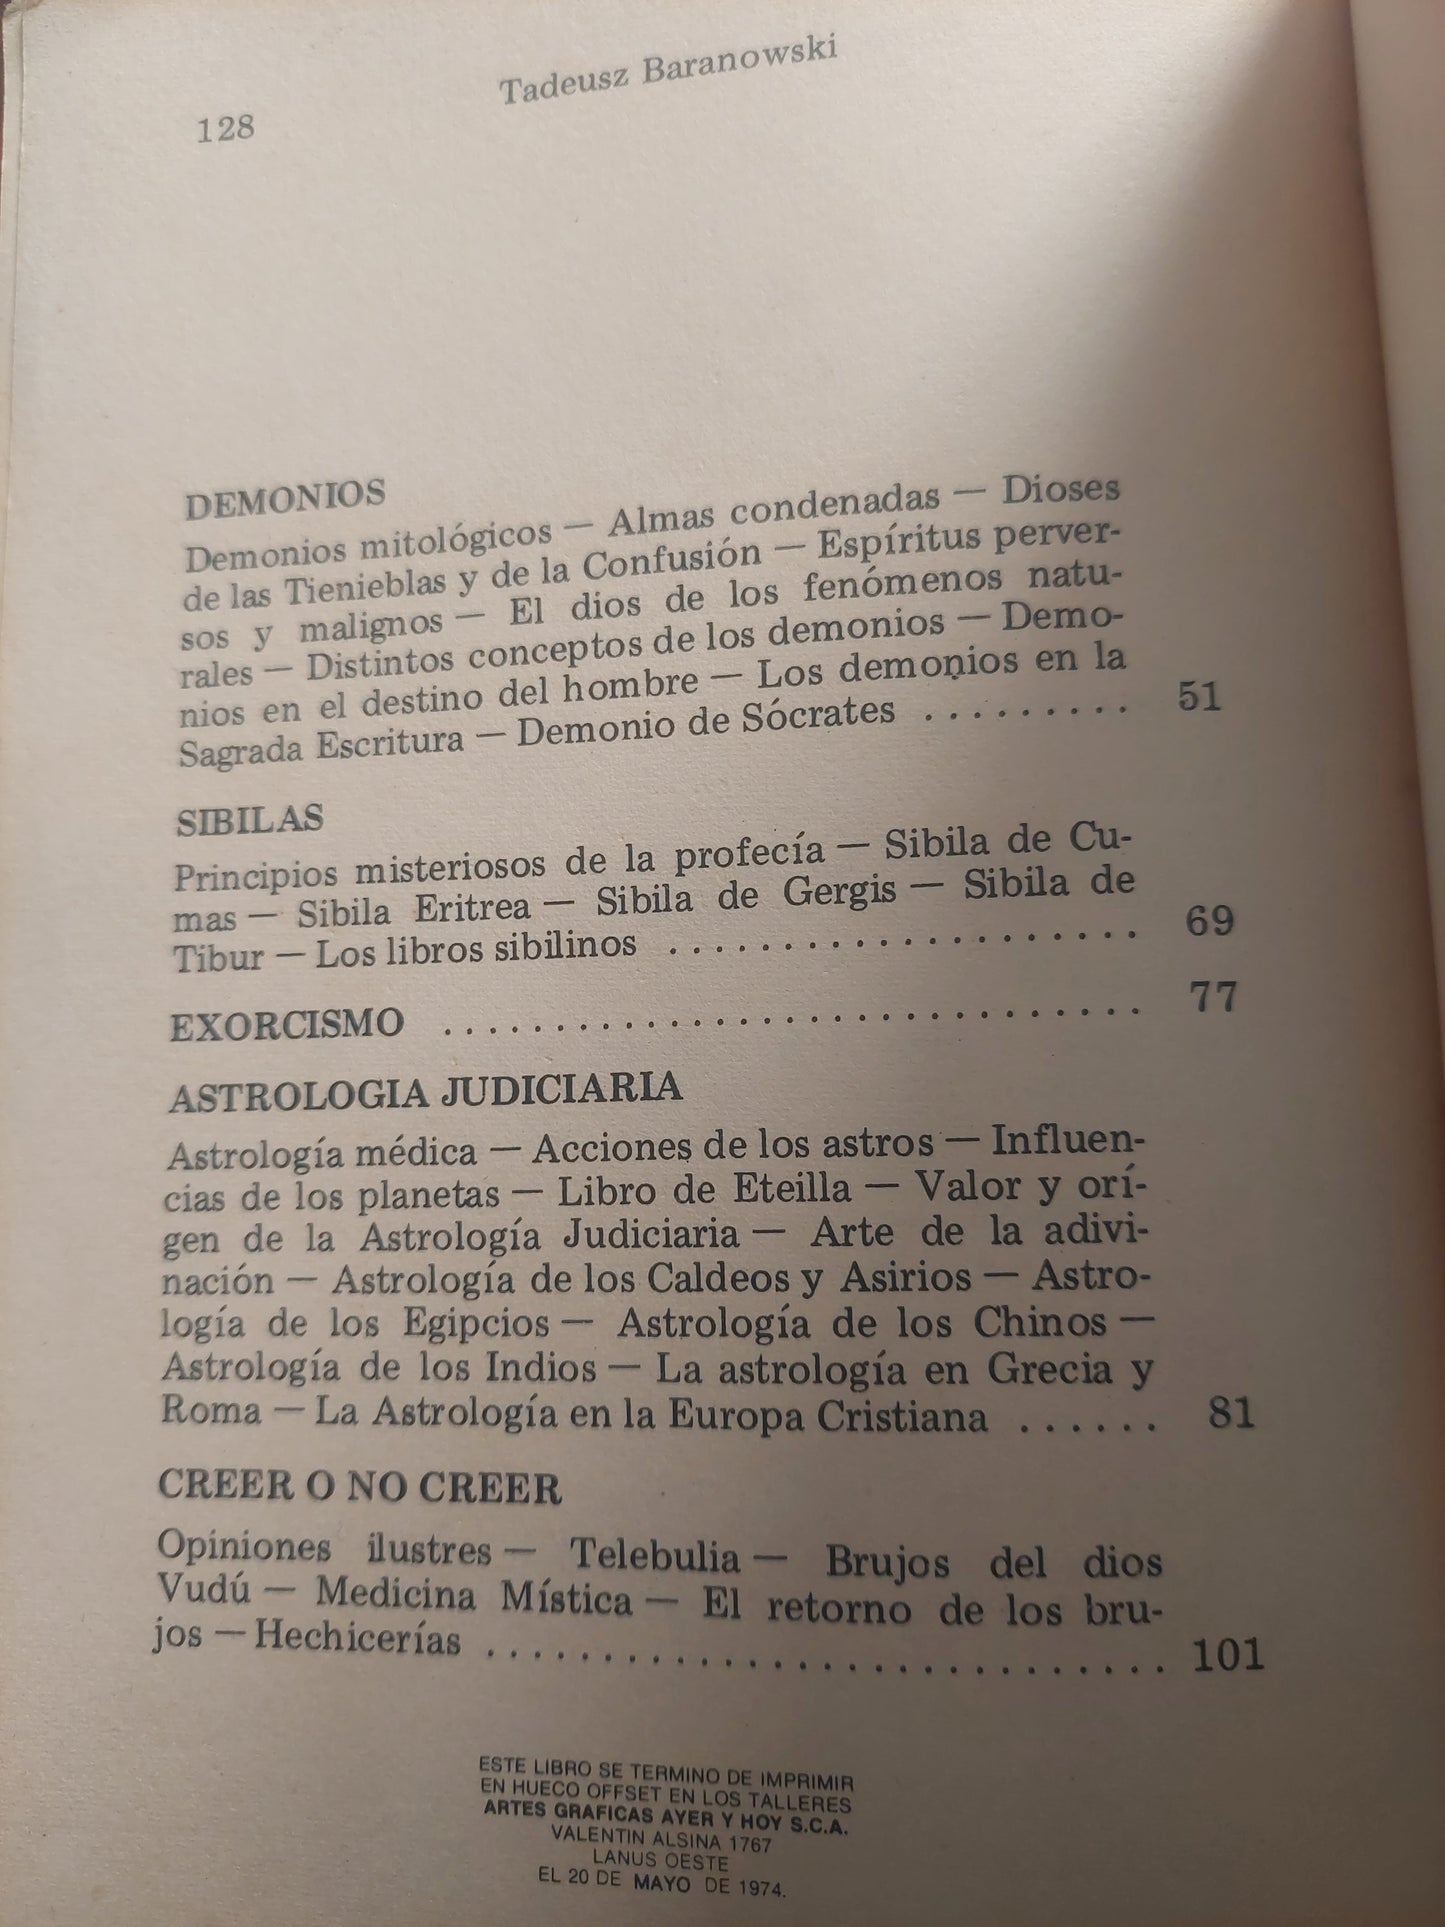 Tadeusz Baranowski
128
DEMONIOS
Demonios mitológicos — Almas condenadas — Dioses
de las Tienieblas y de la Confusión — Espíritus perver-
sos y malignos — El dios de los fenómenos natu-
rales — Distintos conceptos de los demonios — Demo-
nios en el destino del hombre — Los demonios en la
Sagrada Escritura — Demonio de Sócrates ......... 51
SIBILAS
Principios misteriosos de la profecía — Sibila de Cu-
mas — Sibila Eritrea — Sibila de Gergis — Sibila de
Tibur — Los libros sibilinos ..................... 69
EXORCISMO ............................... 77
ASTROLOGIA JUDICIARIA
Astrología médica — Acciones de los astros — Influen-
cias de los planetas — Libro de Eteilla — Valor y orí-
gen de la Astrología Judiciaria — Arte de la adivi-
nación — Astrología de los Caldeos y Asirios — Astro-
logía de los Egipcios — Astrología de los Chinos —
Astrología de los Indios — La astrología en Grecia y
Roma — La Astrología en la Europa Cristiana ...... 81
CREER O NO CREER
Opiniones ilustres — Telebulia — Brujos del dios
Vudú — Medicina Mística — El retorno de los bru-
jos — Hechicerías ............................. 101
ESTE LIBRO SE TERMINO DE IMPRIMIR
EN HUECO OFFSET EN LOS TALLERES
ARTES GRAFICAS AYER Y HOY S.C.A.
VALENTIN ALSINA 1767
LANUS OESTE
EL 20 DE MAYO DE 1974.